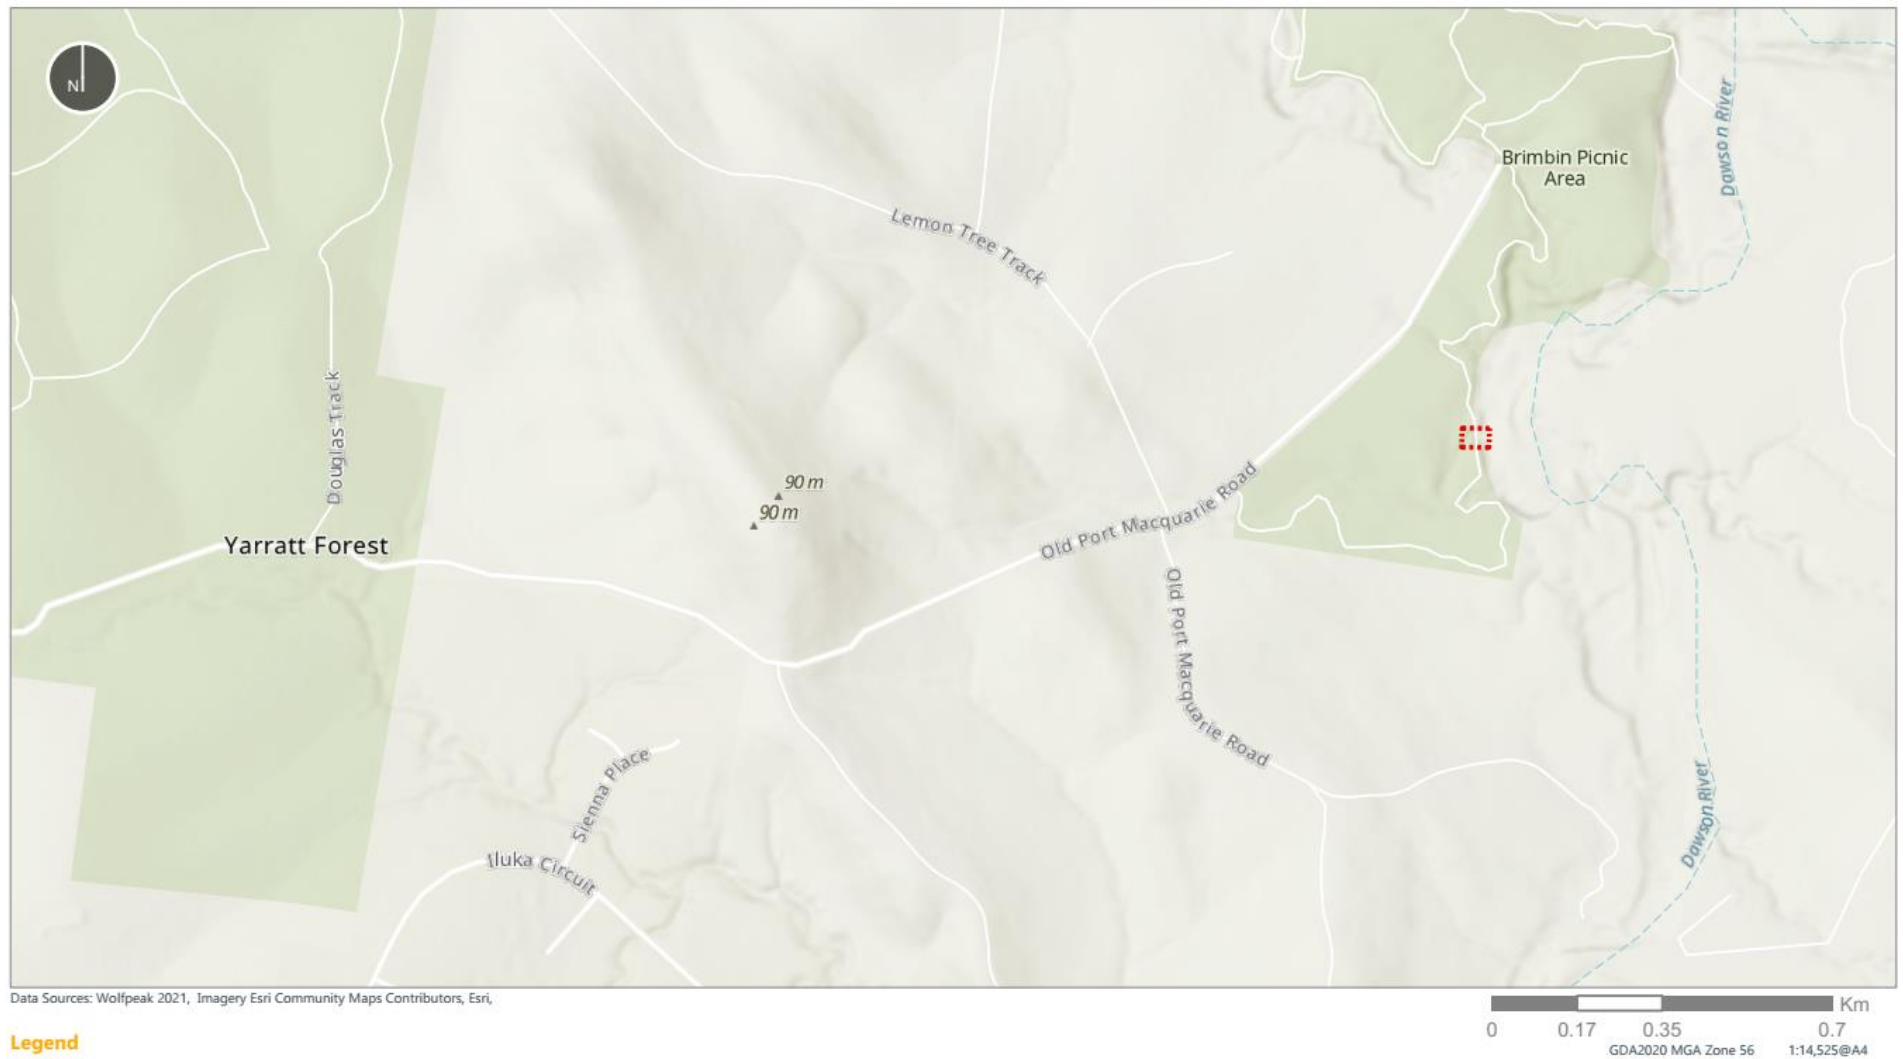 N
Dawson River
Brimbin Picnic
Area
Lemon Tree Track
Douglas Track
90 m
90 m
Old Port Macquarie Road
Yarratt Forest
Old Port Macquarie Road
Sienna Place
Iluka Circuit
Dawson River
Data Sources: Wolfpeak 2021, Imagery Esri Community Maps Contributors, Esri,
Km
0 0.17 0.35 0.7
Legend
GDA2020 MGA Zone 56 1:14,525@A4